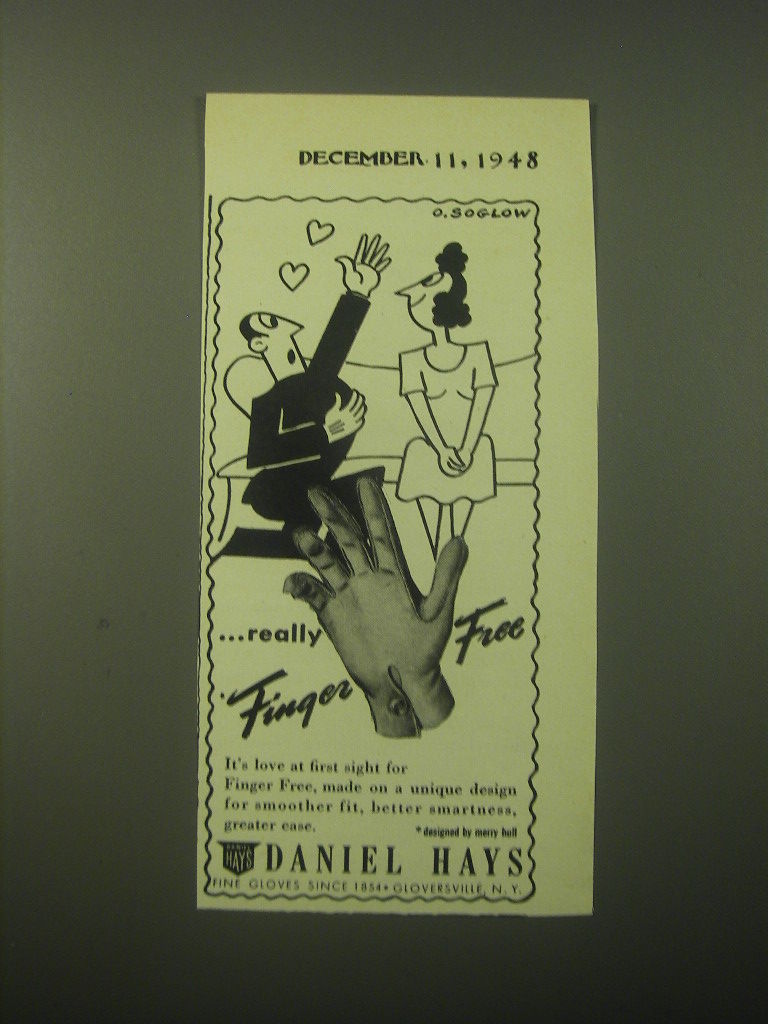 DECEMBER 11, 1948
O. SOGLOW
...really
Finger Free
It's love at first sight for
Finger Free, made on a unique design
for smoother fit, better smartness,
greater ease.
*designed by merry hull
DANIEL HAYS
DANIEL HAYS
FINE GLOVES SINCE 1854 • GLOVERSVILLE, N. Y.